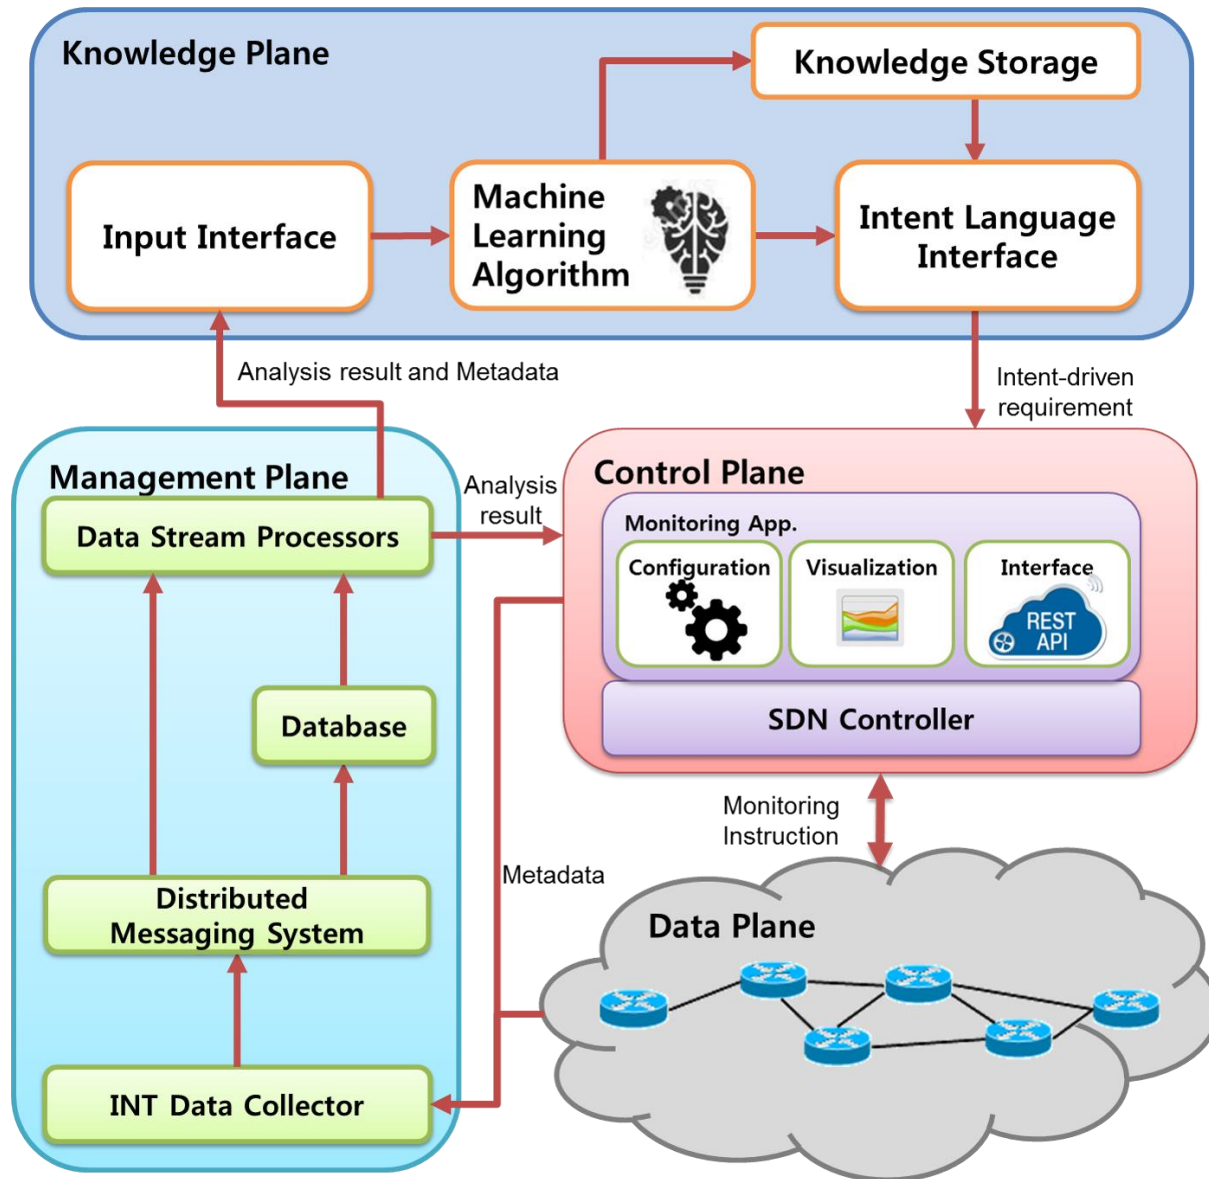 Knowledge Plane
Knowledge Storage
Input Interface
Machine
Learning
Algorithm
Intent Language
Interface
Analysis result and Metadata
Intent-driven
requirement
Management Plane
Data Stream Processors
Analysis
result
Control Plane
Monitoring App.
Configuration
Visualization
Interface
REST
API
SDN Controller
Database
Monitoring
Instruction
Metadata
Distributed
Messaging System
Data Plane
INT Data Collector